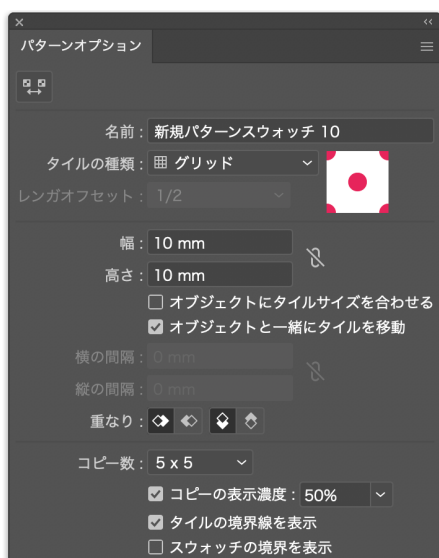 パターンオプション
名前 : 新規パターンスウォッチ 10
タイルの種類 : グリッド
レンガオフセット : 1/2
幅 : 10 mm
高さ : 10 mm
オブジェクトにタイルサイズを合わせる
オブジェクトと一緒にタイルを移動
横の間隔 : 0 mm
縦の間隔 : 0 mm
重なり :
コピー数 : 5 x 5
コピーの表示濃度 : 50%
タイルの境界線を表示
スウォッチの境界を表示